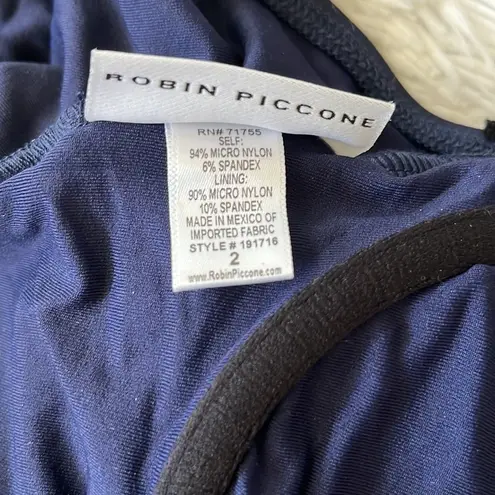 ROBIN PICCONE
RN# 71755
SELF:
94% MICRO NYLON
6% SPANDEX
LINING:
90% MICRO NYLON
10% SPANDEX
MADE IN MEXICO OF
IMPORTED FABRIC
STYLE # 191716
2
www.RobinPiccone.com